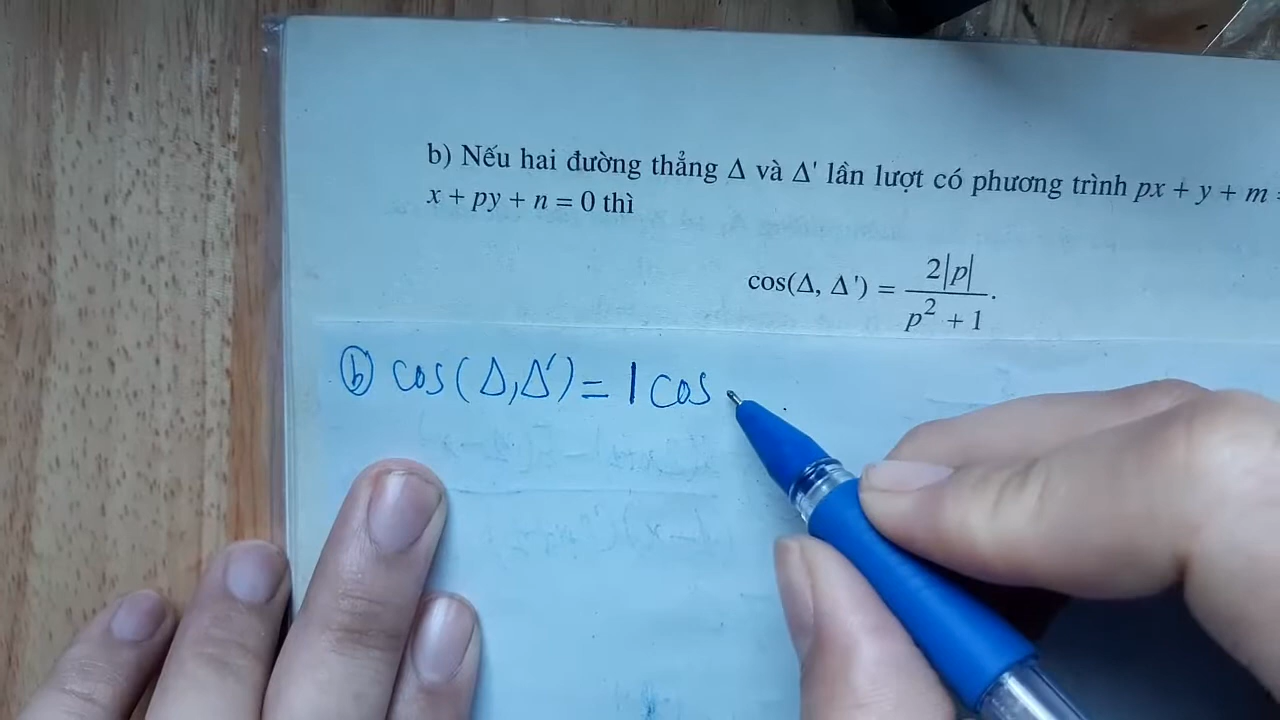 b) Nếu hai đường thẳng Δ và Δ' lần lượt có phương trình px + y + m =
x + py + n = 0 thì
cos(Δ, Δ') = 2|p| / p² + 1.
ⓑ cos(Δ,Δ') = | cos